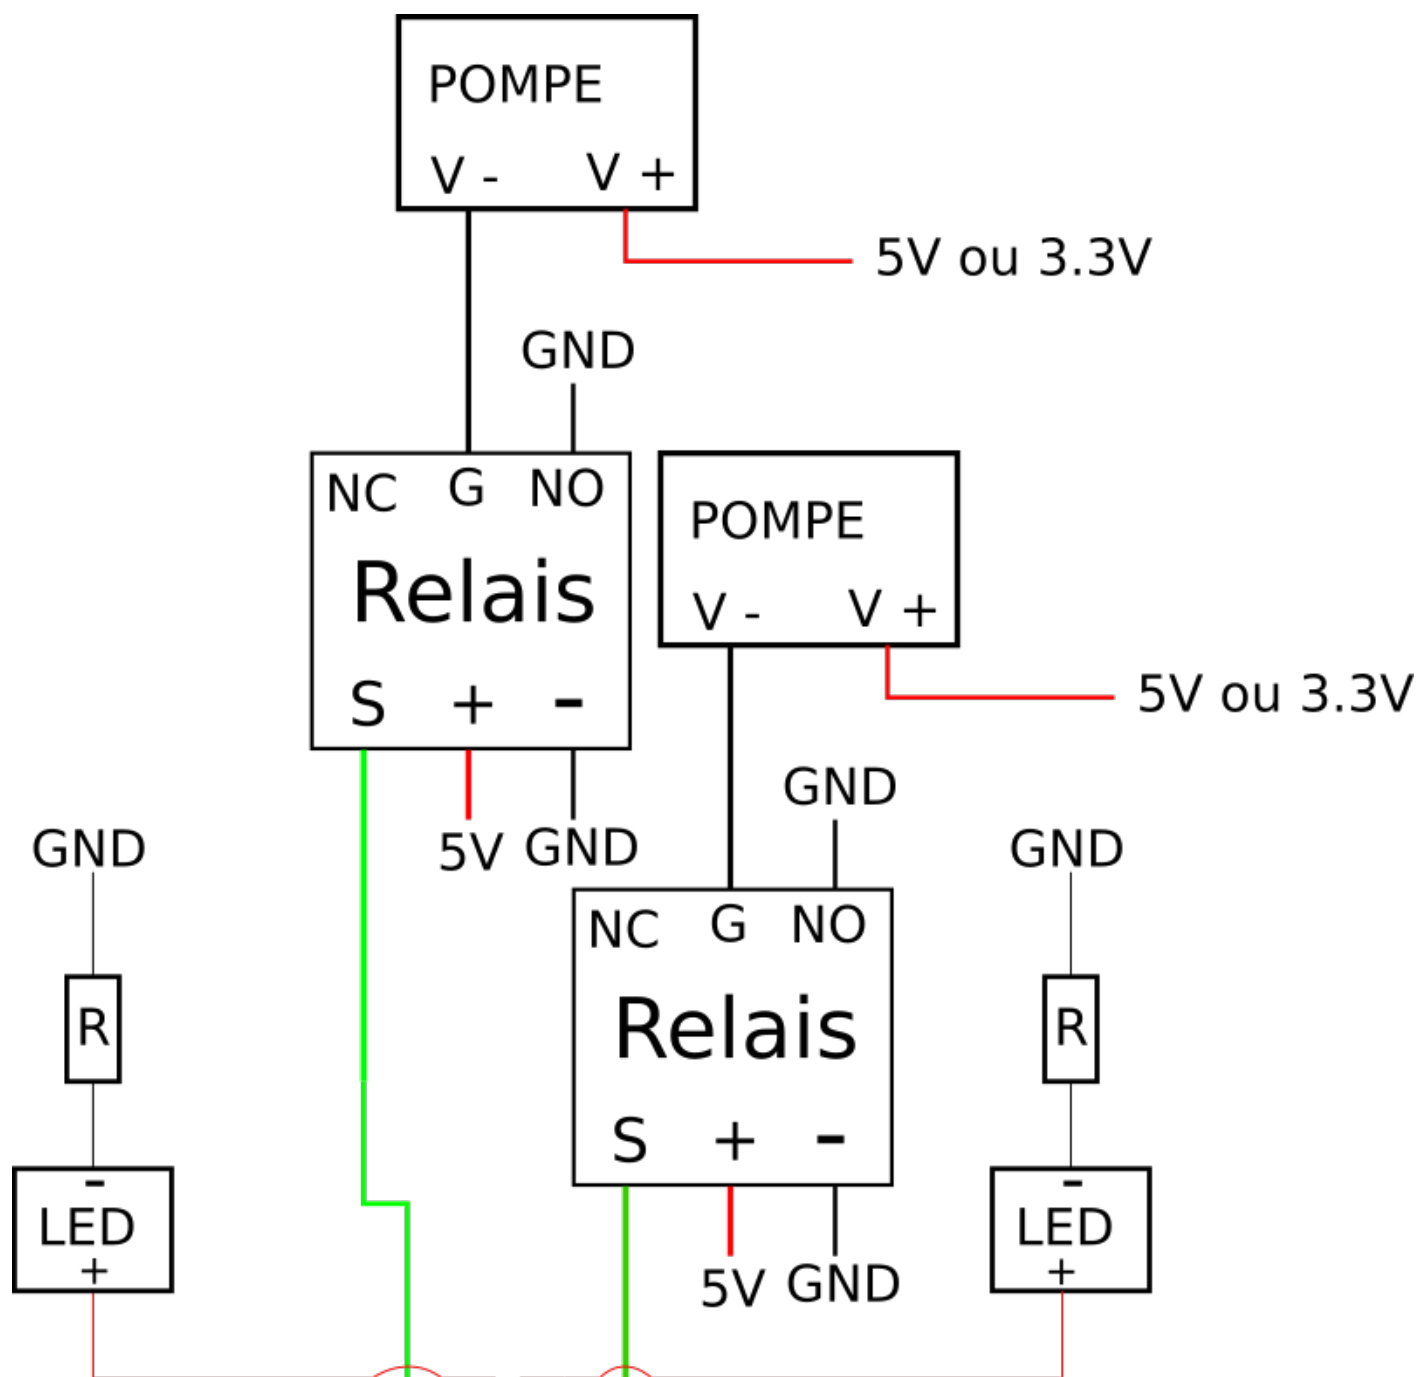 POMPE
V - V +
5V ou 3.3V
GND
NC G NO
Relais
S + -
5V GND
POMPE
V - V +
5V ou 3.3V
GND
NC G NO
Relais
S + -
5V GND
GND
R
-
LED
+
GND
R
-
LED
+